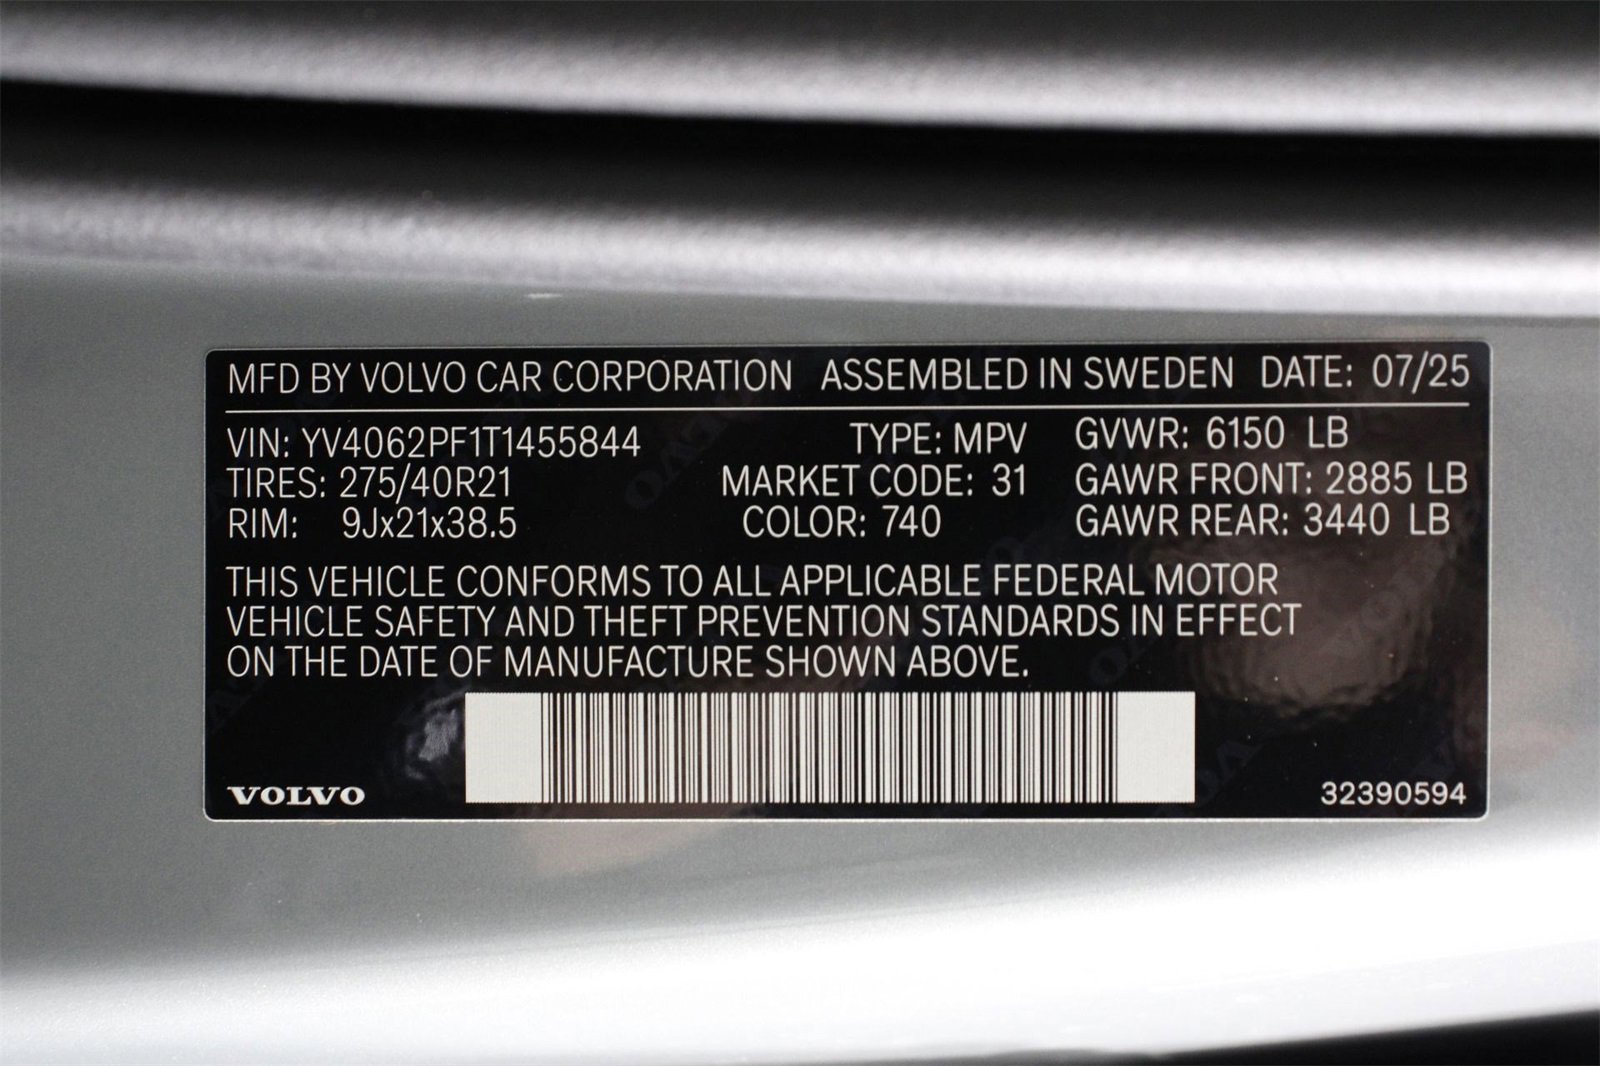 MFD BY VOLVO CAR CORPORATION ASSEMBLED IN SWEDEN DATE: 07/25
VIN: YV4062PF1T1455844 TYPE: MPV GVWR: 6150 LB
TIRES: 275/40R21 MARKET CODE: 31 GAWR FRONT: 2885 LB
RIM: 9Jx21x38.5 COLOR: 740 GAWR REAR: 3440 LB
THIS VEHICLE CONFORMS TO ALL APPLICABLE FEDERAL MOTOR
VEHICLE SAFETY AND THEFT PREVENTION STANDARDS IN EFFECT
ON THE DATE OF MANUFACTURE SHOWN ABOVE.
VOLVO 32390594